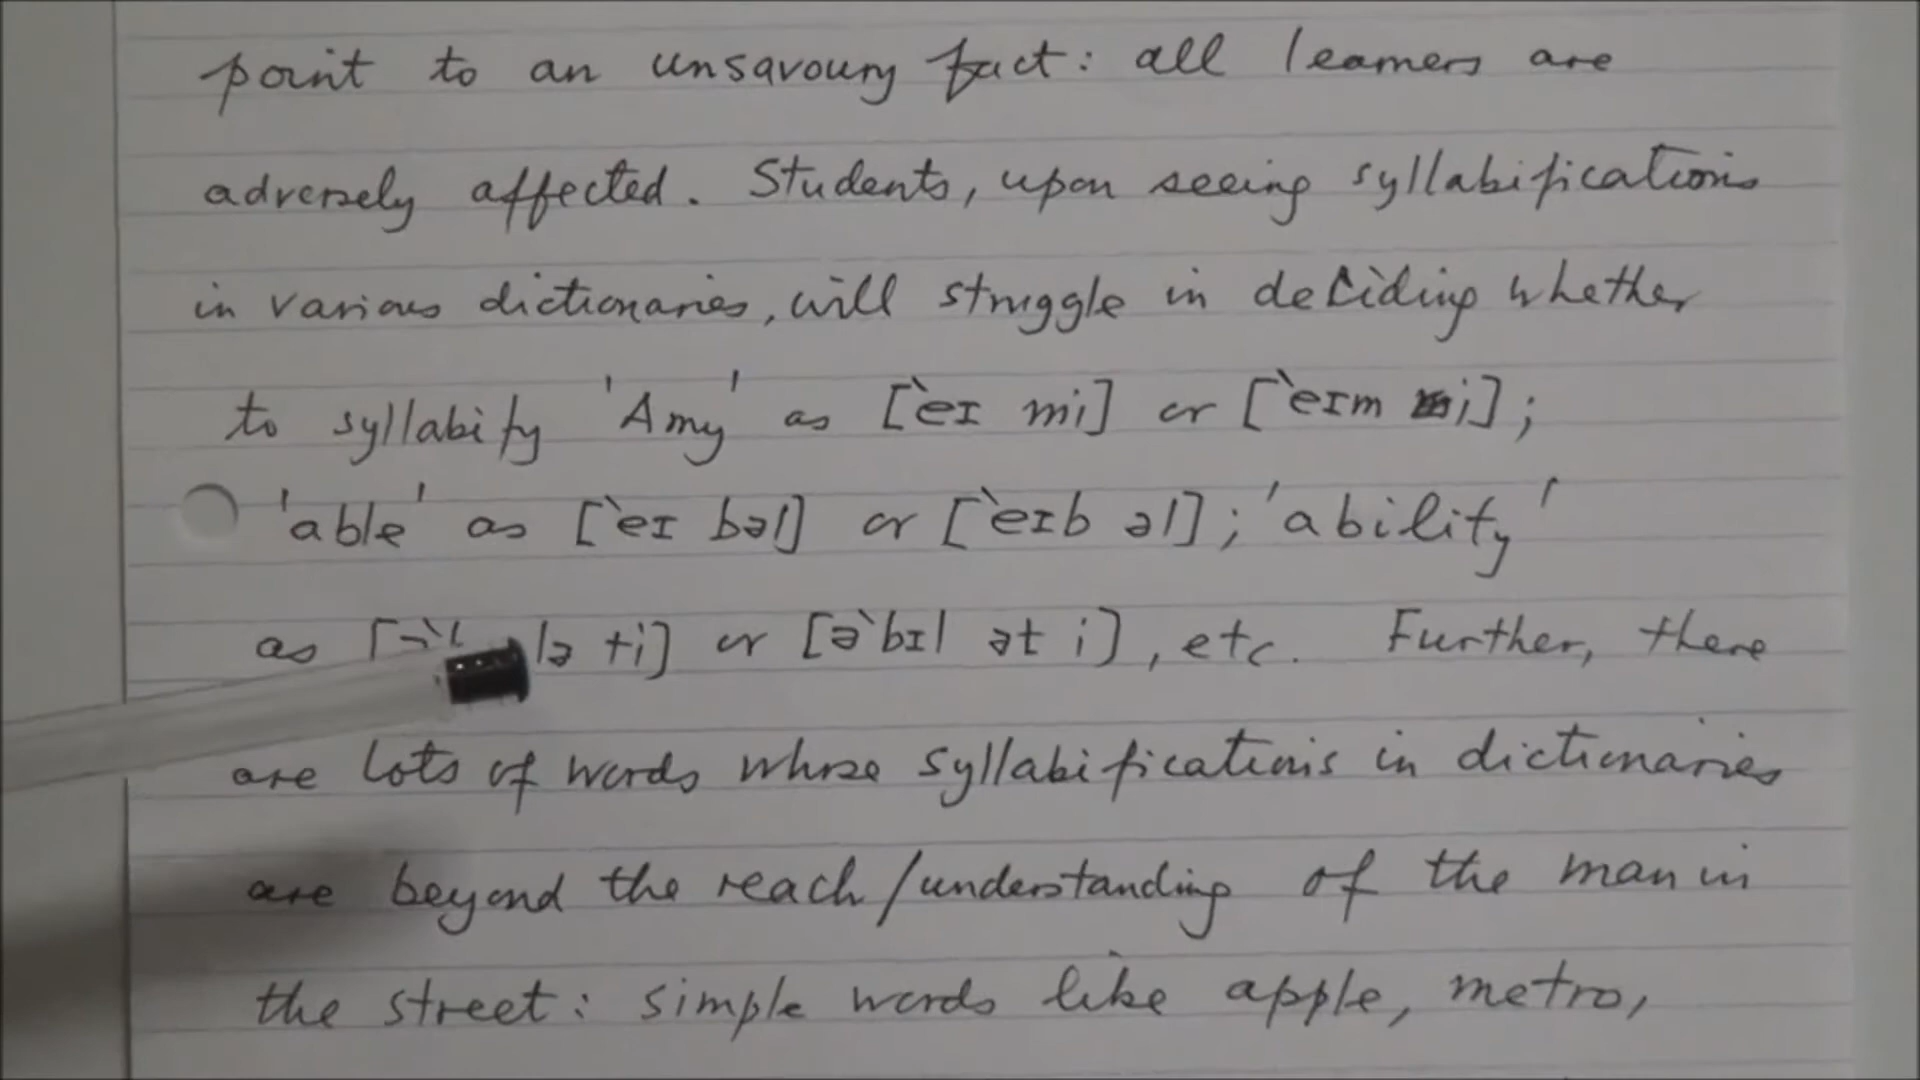 point to an unsavoury fact: all learners are
adversely affected. Students, upon seeing syllabifications
in various dictionaries, will struggle in deciding whether
to syllabify 'Amy' as [ˋeɪ mi] or [ˋeɪm i];
'able' as [ˋeɪ bəl] or [ˋeɪb əl]; 'ability'
as lə ti] or [əˋbɪl ət i], etc. Further, there
are lots of words whose syllabifications in dictionaries
are beyond the reach/understanding of the man in
the street: simple words like apple, metro,